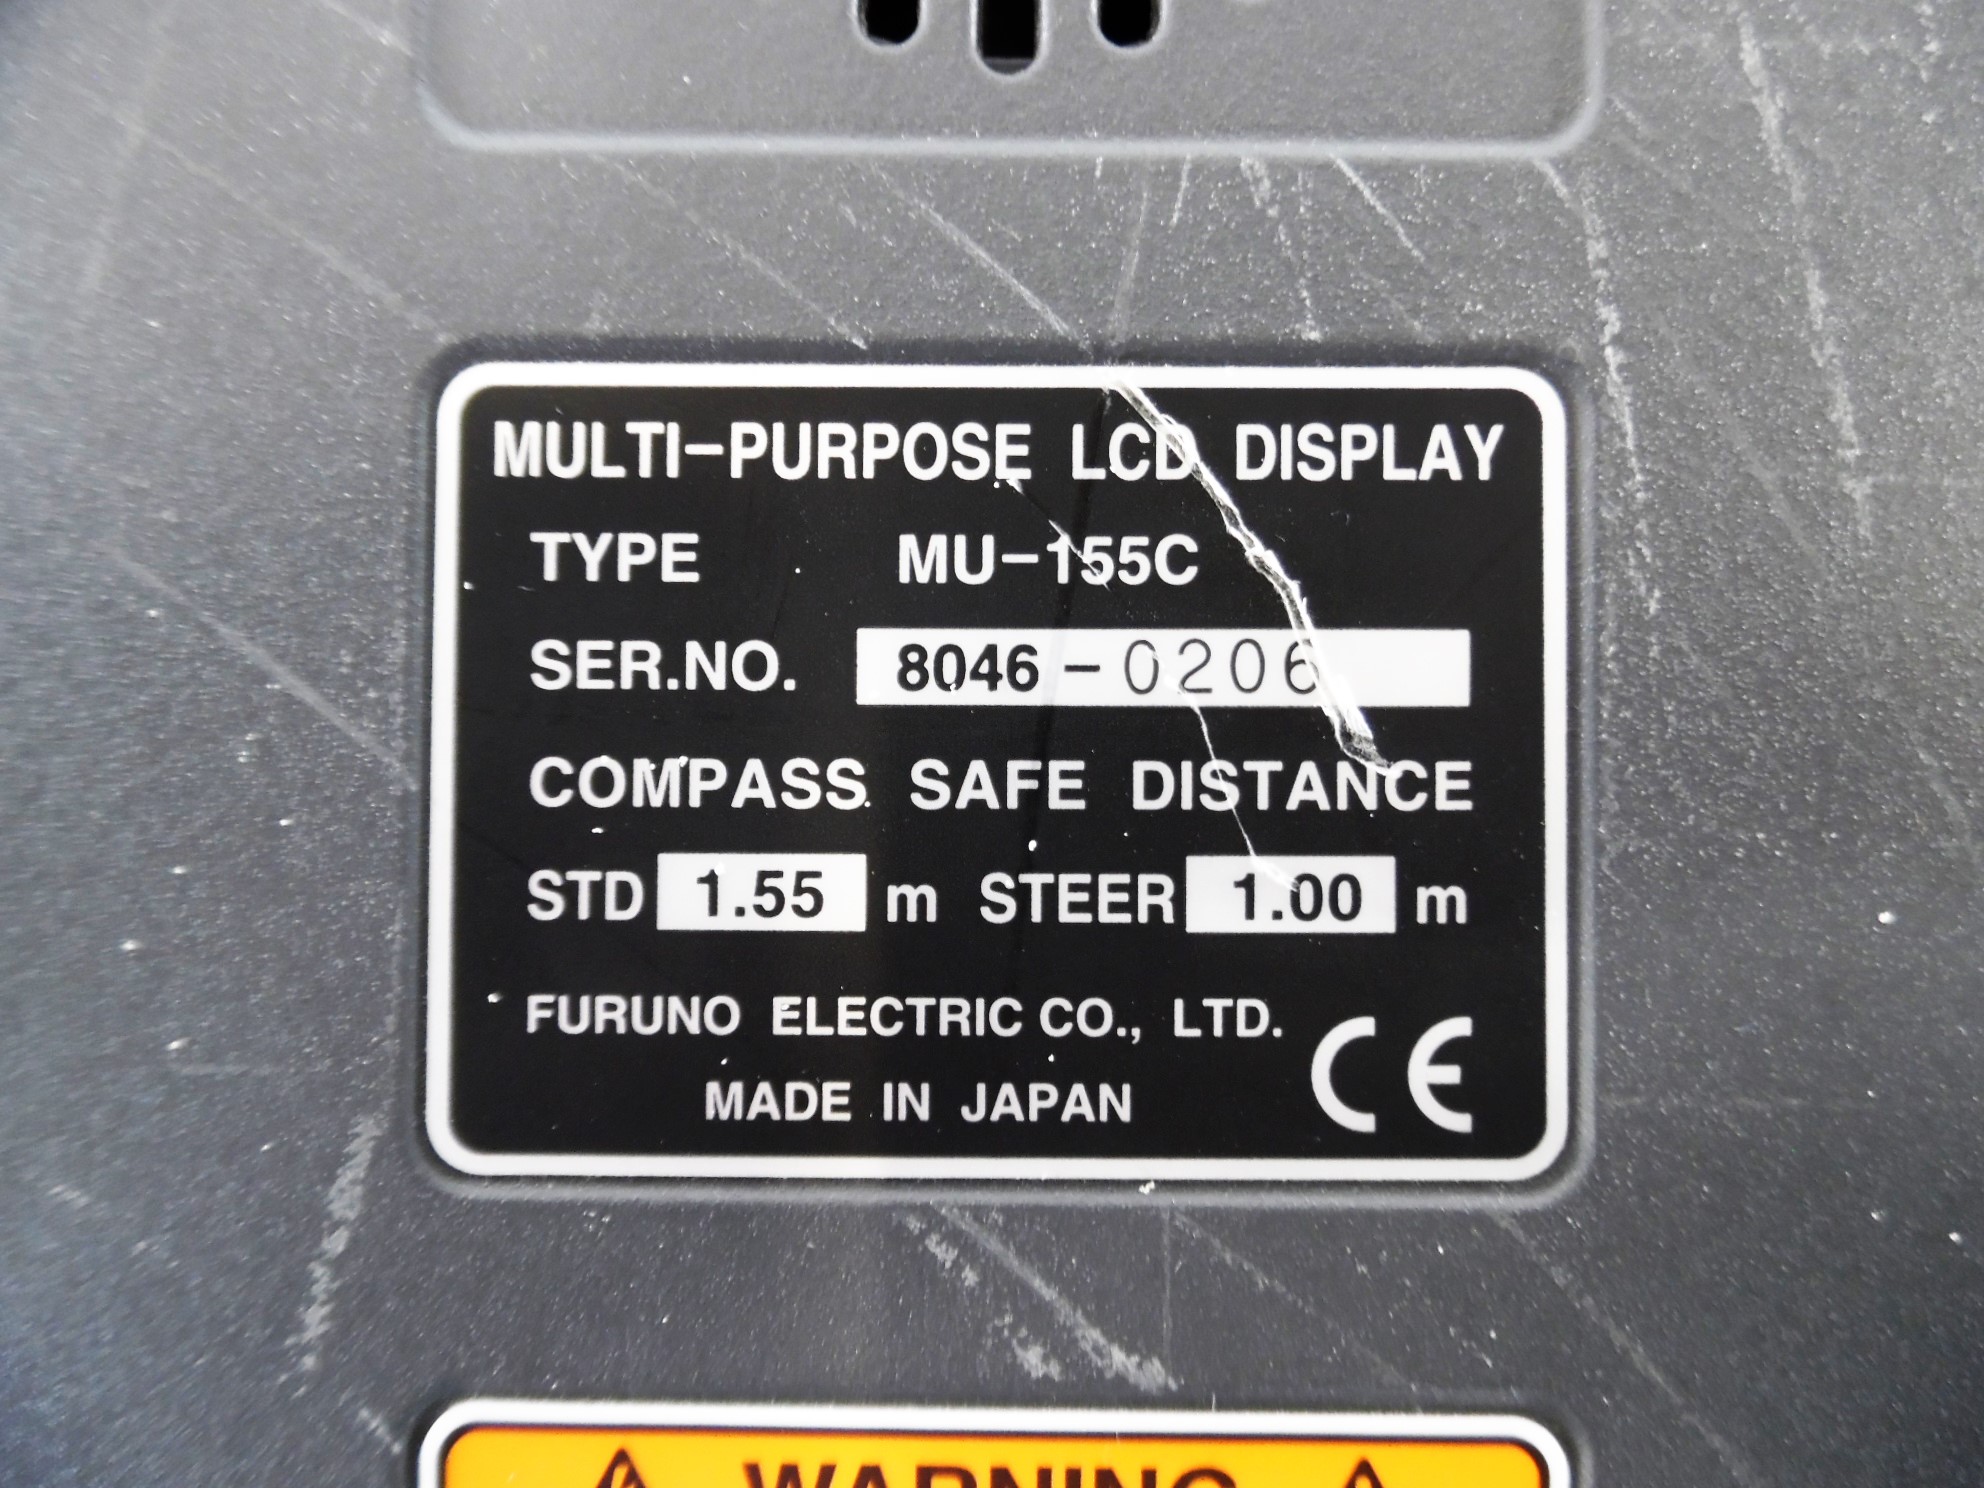 MULTI-PURPOSE LCD DISPLAY
TYPE MU-155C
SER.NO. 8046-0206
COMPASS SAFE DISTANCE
STD 1.55 m STEER 1.00 m
FURUNO ELECTRIC CO., LTD.
MADE IN JAPAN CE
WARNING